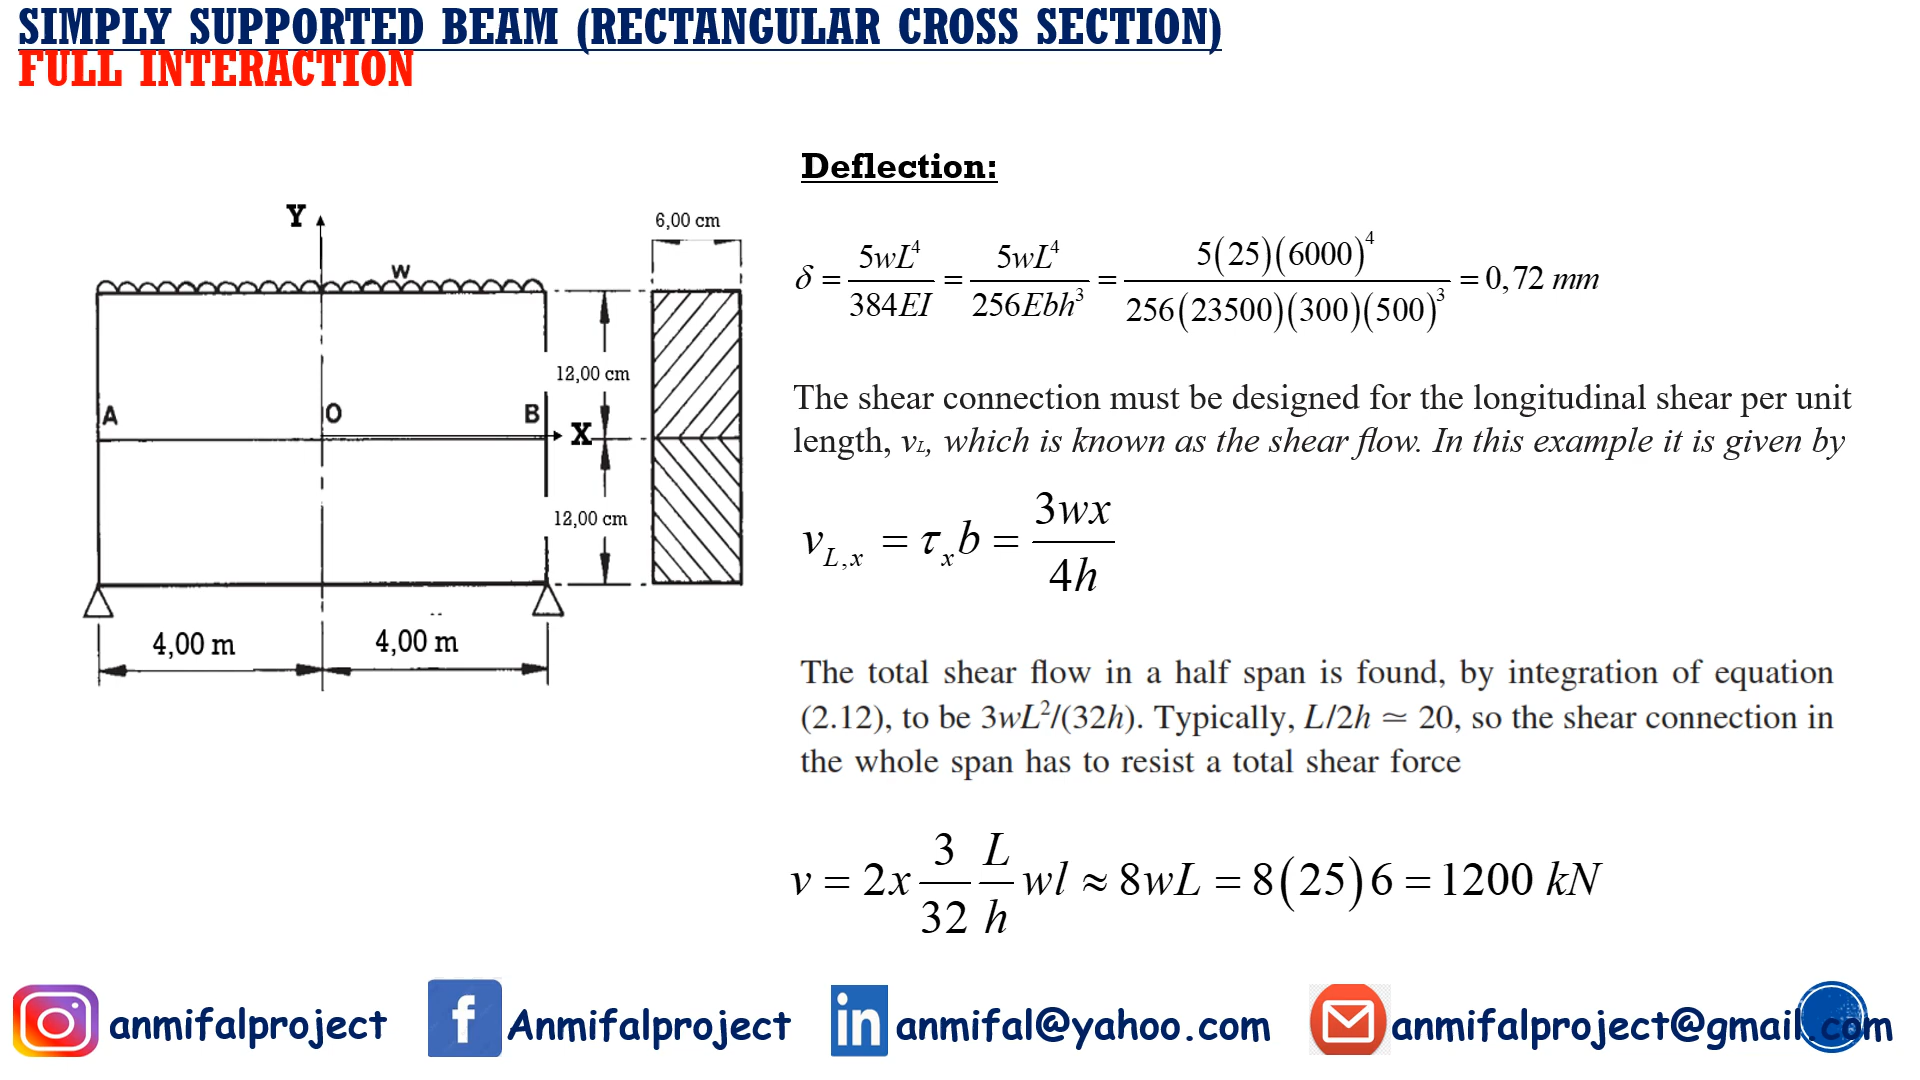 SIMPLY SUPPORTED BEAM (RECTANGULAR CROSS SECTION)
FULL INTERACTION
Y
w
A
O
B
X
4,00 m
4,00 m
6,00 cm
12,00 cm
12,00 cm
Deflection:
δ = 5wL⁴/384EI = 5wL⁴/256Ebh³ = 5(25)(6000)⁴/256(23500)(300)(500)³ = 0,72 mm
The shear connection must be designed for the longitudinal shear per unit
length, v_L, which is known as the shear flow. In this example it is given by
v_L,x = τ_x b = 3wx/4h
The total shear flow in a half span is found, by integration of equation
(2.12), to be 3wL²/(32h). Typically, L/2h ≃ 20, so the shear connection in
the whole span has to resist a total shear force
v = 2x 3/32 L/h wl ≈ 8wL = 8(25)6 = 1200 kN
anmifalproject
f Anmifalproject
in anmifal@yahoo.com
anmifalproject@gmail.com